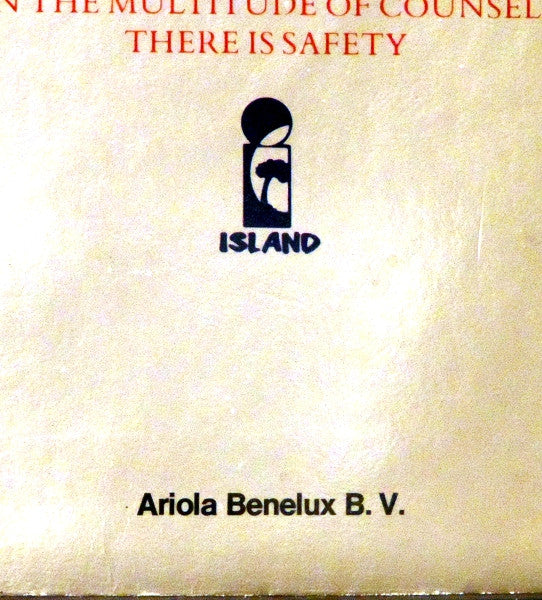 N THE MULTITUDE OF COUNSEL
THERE IS SAFETY
ISLAND
Ariola Benelux B. V.